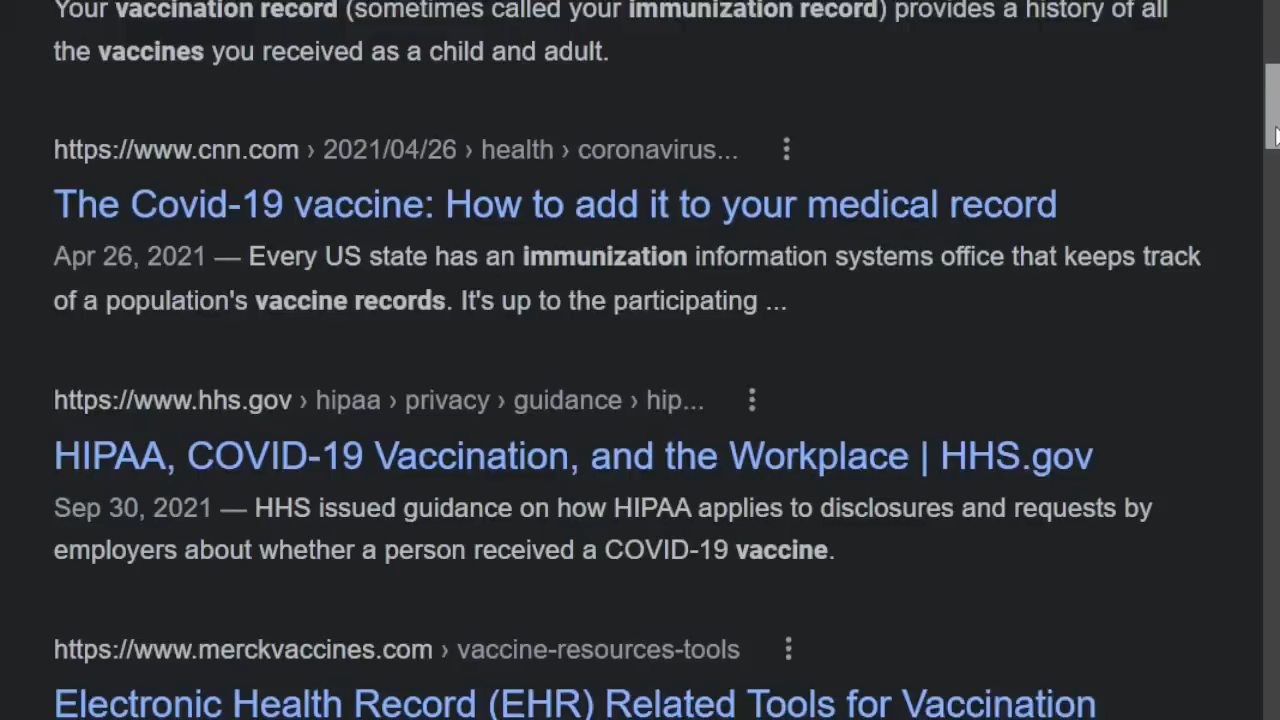 Your vaccination record (sometimes called your immunization record) provides a history of all
the vaccines you received as a child and adult.
https://www.cnn.com › 2021/04/26 › health › coronavirus...
The Covid-19 vaccine: How to add it to your medical record
Apr 26, 2021 — Every US state has an immunization information systems office that keeps track
of a population's vaccine records. It's up to the participating ...
https://www.hhs.gov › hipaa › privacy › guidance › hip...
HIPAA, COVID-19 Vaccination, and the Workplace | HHS.gov
Sep 30, 2021 — HHS issued guidance on how HIPAA applies to disclosures and requests by
employers about whether a person received a COVID-19 vaccine.
https://www.merckvaccines.com › vaccine-resources-tools
Electronic Health Record (EHR) Related Tools for Vaccination